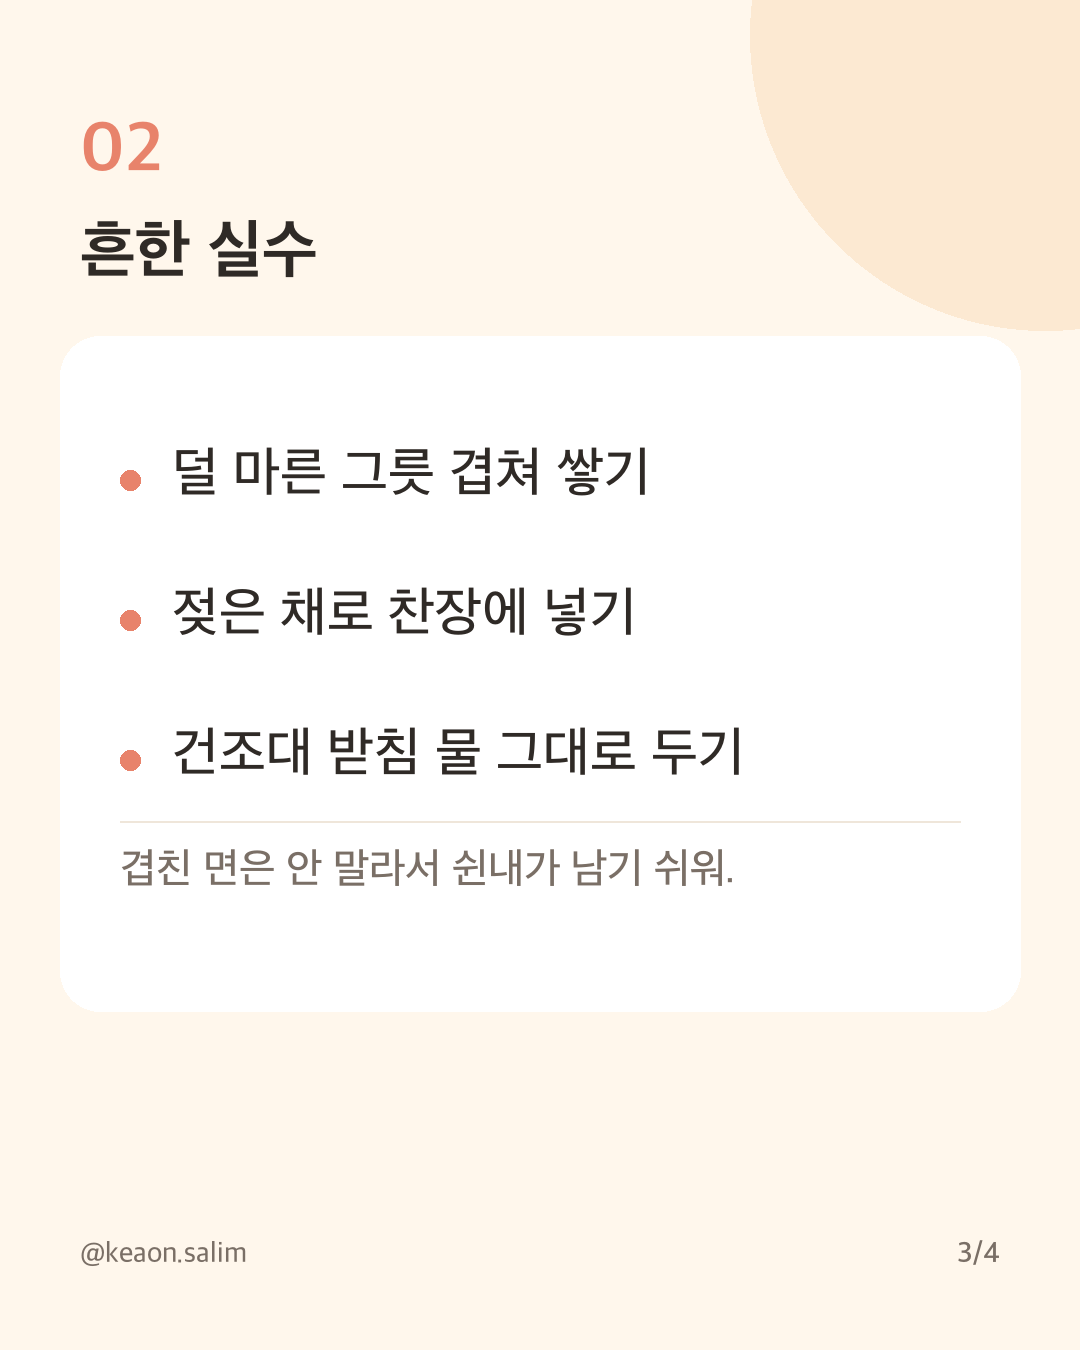 02
흔한 실수
덜 마른 그릇 겹쳐 쌓기
젖은 채로 찬장에 넣기
건조대 받침 물 그대로 두기
겹친 면은 안 말라서 쉰내가 남기 쉬워.
@keaon.salim
3/4